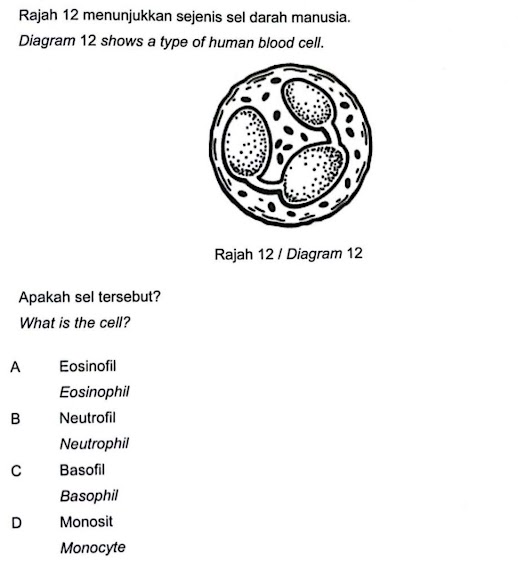 Rajah 12 menunjukkan sejenis sel darah manusia.
Diagram 12 shows a type of human blood cell.
Rajah 12 / Diagram 12
Apakah sel tersebut?
What is the cell?
A Eosinofil
Eosinophil
B Neutrofil
Neutrophil
C Basofil
Basophil
D Monosit
Monocyte